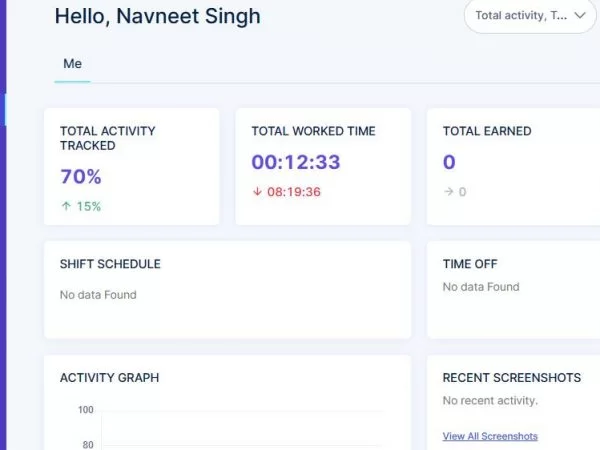 Hello, Navneet Singh
Total activity, T...
Me
TOTAL ACTIVITY
TRACKED
70%
15%
TOTAL WORKED TIME
00:12:33
08:19:36
TOTAL EARNED
0
0
SHIFT SCHEDULE
No data Found
TIME OFF
No data Found
ACTIVITY GRAPH
100
80
RECENT SCREENSHOTS
No recent activity.
View All Screenshots